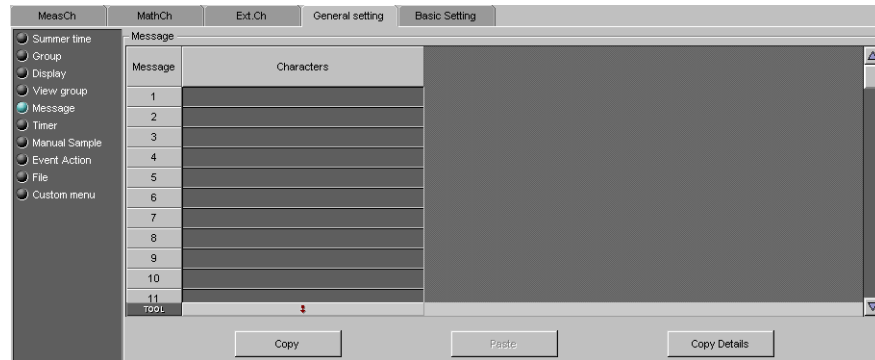 MeasCh MathCh Ext.Ch General setting Basic Setting
Summer time
Group
Display
View group
Message
Timer
Manual Sample
Event Action
File
Custom menu
Message
Message Characters
1
2
3
4
5
6
7
8
9
10
11
TOOL
Copy Paste Copy Details